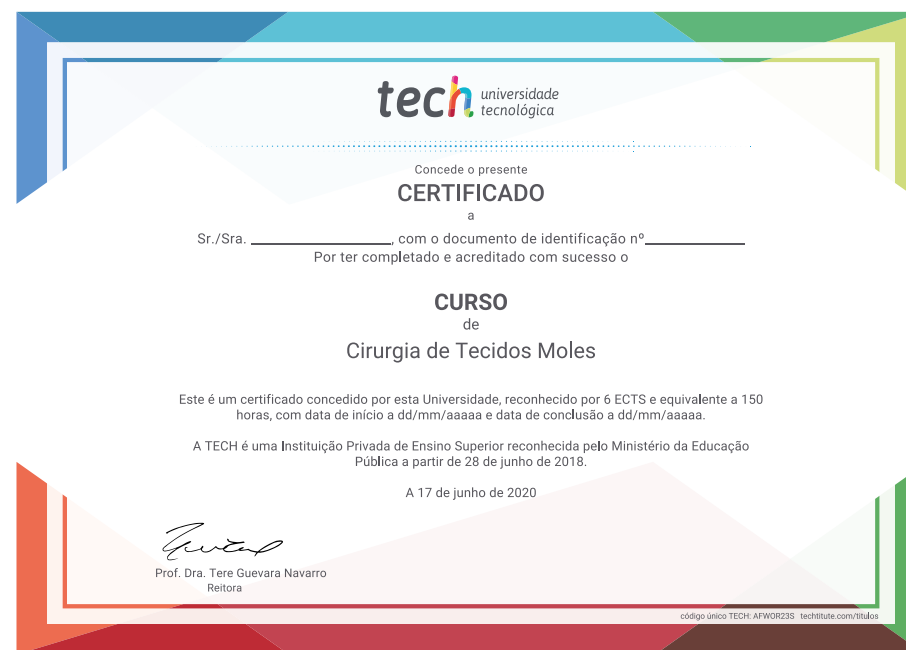 tech universidade
tecnológica
Concede o presente
CERTIFICADO
a
Sr./Sra. ____________________, com o documento de identificação nº______________
Por ter completado e acreditado com sucesso o
CURSO
de
Cirurgia de Tecidos Moles
Este é um certificado concedido por esta Universidade, reconhecido por 6 ECTS e equivalente a 150
horas, com data de início a dd/mm/aaaaa e data de conclusão a dd/mm/aaaaa.
A TECH é uma Instituição Privada de Ensino Superior reconhecida pelo Ministério da Educação
Pública a partir de 28 de junho de 2018.
A 17 de junho de 2020
Prof. Dra. Tere Guevara Navarro
Reitora
código único TECH: AFWOR23S techtitute.com/titulos